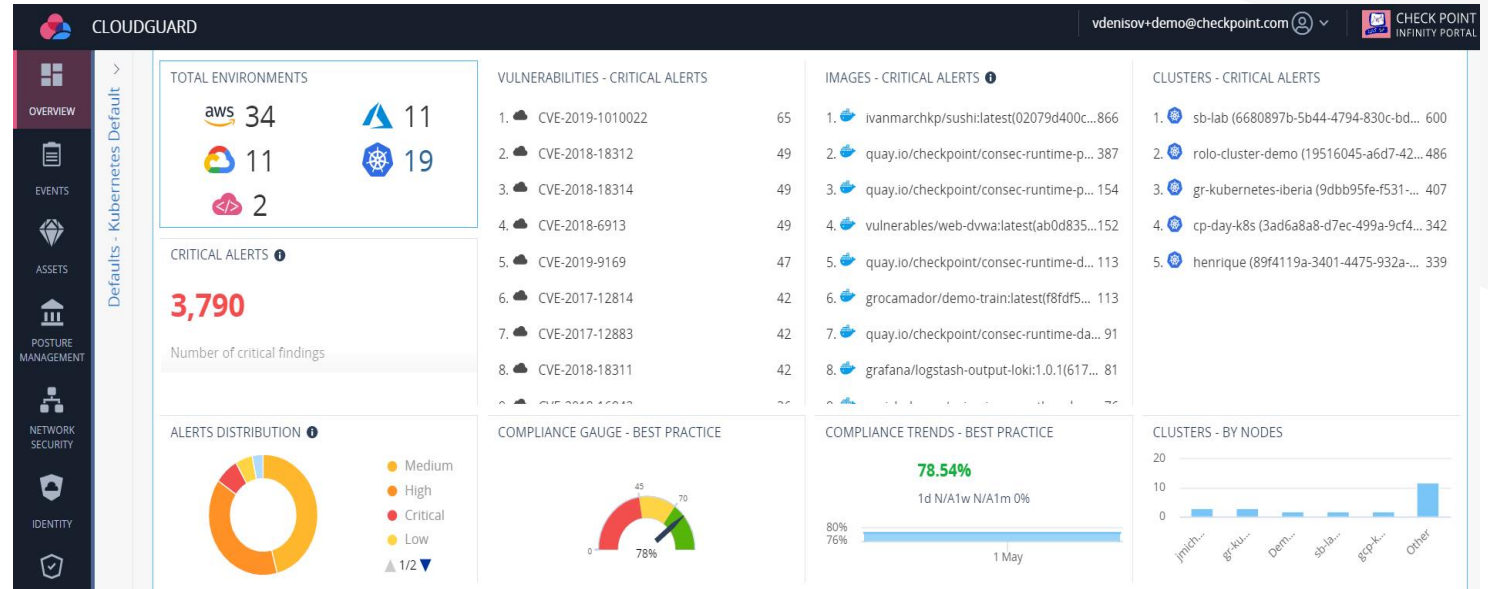 CLOUDGUARD
vdenisov+demo@checkpoint.com
CHECK POINT
INFINITY PORTAL
OVERVIEW
EVENTS
ASSETS
POSTURE
MANAGEMENT
NETWORK
SECURITY
IDENTITY
Defaults - Kubernetes Default
TOTAL ENVIRONMENTS
aws 34
11
11
19
2
CRITICAL ALERTS
3,790
Number of critical findings
VULNERABILITIES - CRITICAL ALERTS
1. CVE-2019-1010022 65
2. CVE-2018-18312 49
3. CVE-2018-18314 49
4. CVE-2018-6913 49
5. CVE-2019-9169 47
6. CVE-2017-12814 42
7. CVE-2017-12883 42
8. CVE-2018-18311 42
IMAGES - CRITICAL ALERTS
1. ivanmarchkp/sushi:latest(02079d400c... 866
2. quay.io/checkpoint/consec-runtime-p... 387
3. quay.io/checkpoint/consec-runtime-p... 154
4. vulnerables/web-dvwa:latest(ab0d835... 152
5. quay.io/checkpoint/consec-runtime-d... 113
6. grocamador/demo-train:latest(f8fdf5... 113
7. quay.io/checkpoint/consec-runtime-da... 91
8. grafana/logstash-output-loki:1.0.1(617... 81
CLUSTERS - CRITICAL ALERTS
1. sb-lab (6680897b-5b44-4794-830c-bd... 600
2. rolo-cluster-demo (19516045-a6d7-42... 486
3. gr-kubernetes-iberia (9dbb95fe-f531-... 407
4. cp-day-k8s (3ad6a8a8-d7ec-499a-9cf4... 342
5. henrique (89f4119a-3401-4475-932a-... 339
ALERTS DISTRIBUTION
Medium
High
Critical
Low
1/2
COMPLIANCE GAUGE - BEST PRACTICE
45
70
0
78%
COMPLIANCE TRENDS - BEST PRACTICE
78.54%
1d N/A1w N/A1m 0%
80%
76%
1 May
CLUSTERS - BY NODES
20
10
0
jmich...
gr-ku...
Dem...
sb-la...
gcp-k...
Other